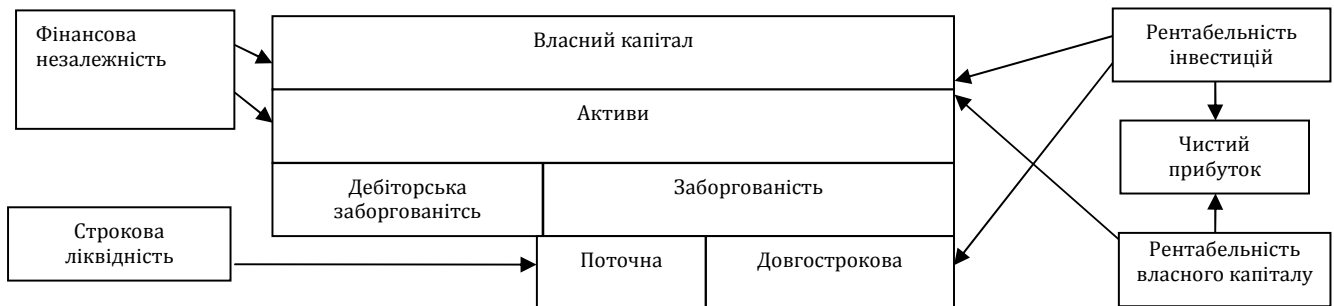 Фінансова
незалежність
Власний капітал
Рентабельність
інвестицій
Активи
Чистий
прибуток
Дебіторська
заборгованітсь
Заборгованість
Строкова
ліквідність
Поточна
Довгострокова
Рентабельність
власного капіталу